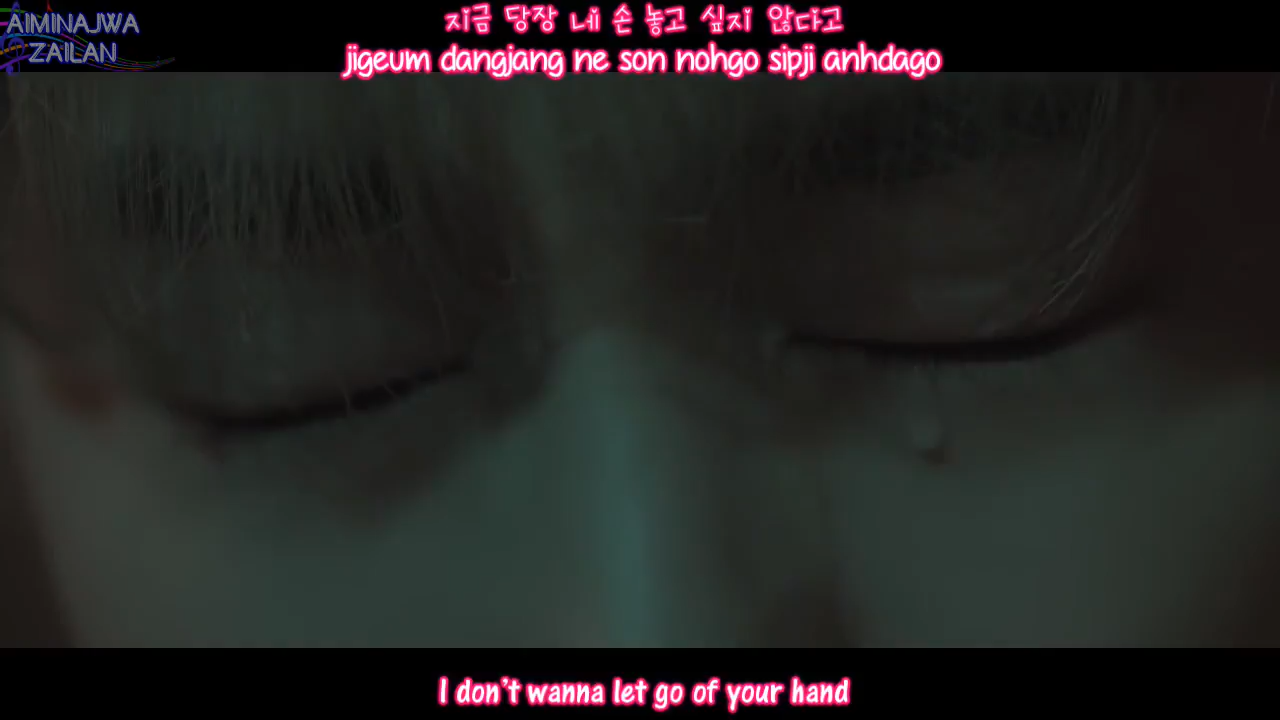 AIMINAJWA
ZAILAN
지금 당장 네 손 놓고 싶지 않다고
jigeum dangjang ne son nohgo sipji anhdago
I don't wanna let go of your hand